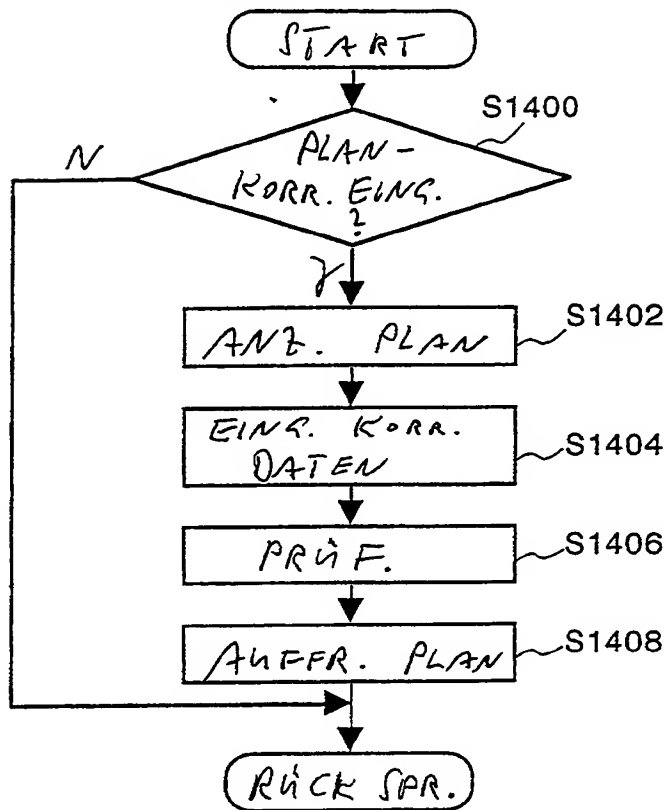 START
S1400
N
PLAN-
KORR. EING.
?
Y
S1402
ANZ. PLAN
EING. KORR.
DATEN
S1404
PRÜF.
S1406
AUFFR. PLAN
S1408
RÜCK SPR.